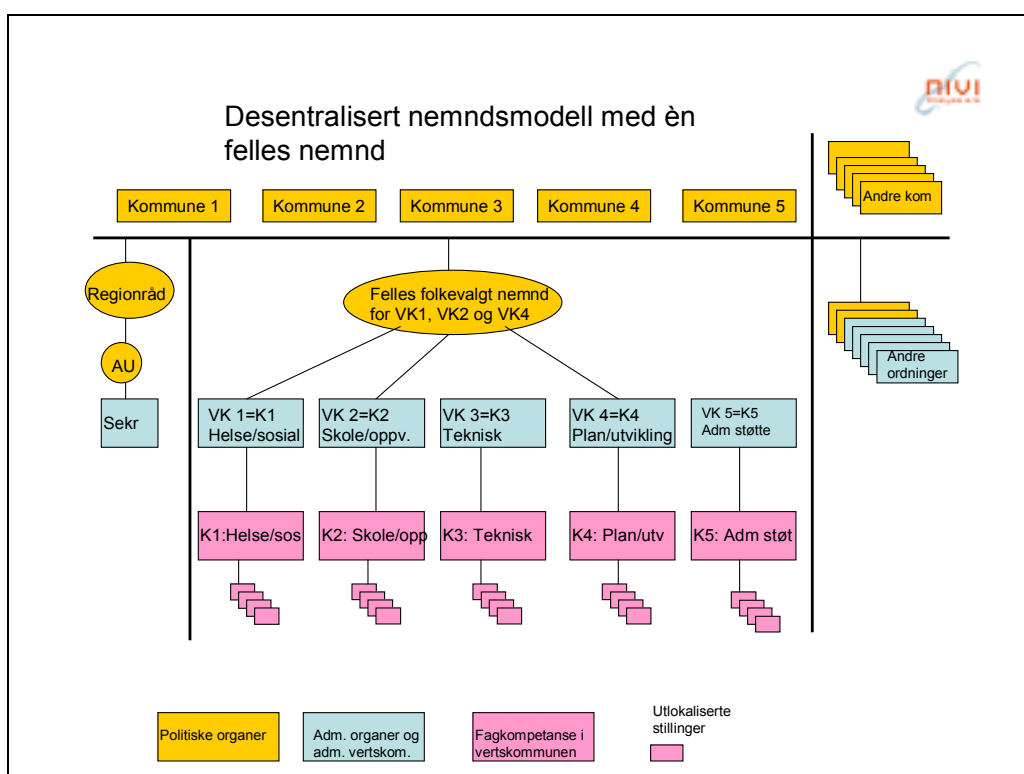 NIVI
Desentralisert nemndsmodell med èn
felles nemnd
Kommune 1
Kommune 2
Kommune 3
Kommune 4
Kommune 5
Andre kom
Regionråd
Felles folkevalgt nemnd
for VK1, VK2 og VK4
AU
Andre
ordninger
Sekr
VK 1=K1
Helse/sosial
VK 2=K2
Skole/oppv.
VK 3=K3
Teknisk
VK 4=K4
Plan/utvikling
VK 5=K5
Adm støtte
K1:Helse/sos
K2: Skole/opp
K3: Teknisk
K4: Plan/utv
K5: Adm støt
Politiske organer
Adm. organer og
adm. vertskom.
Fagkompetanse i
vertskommunen
Utlokaliserte
stillinger